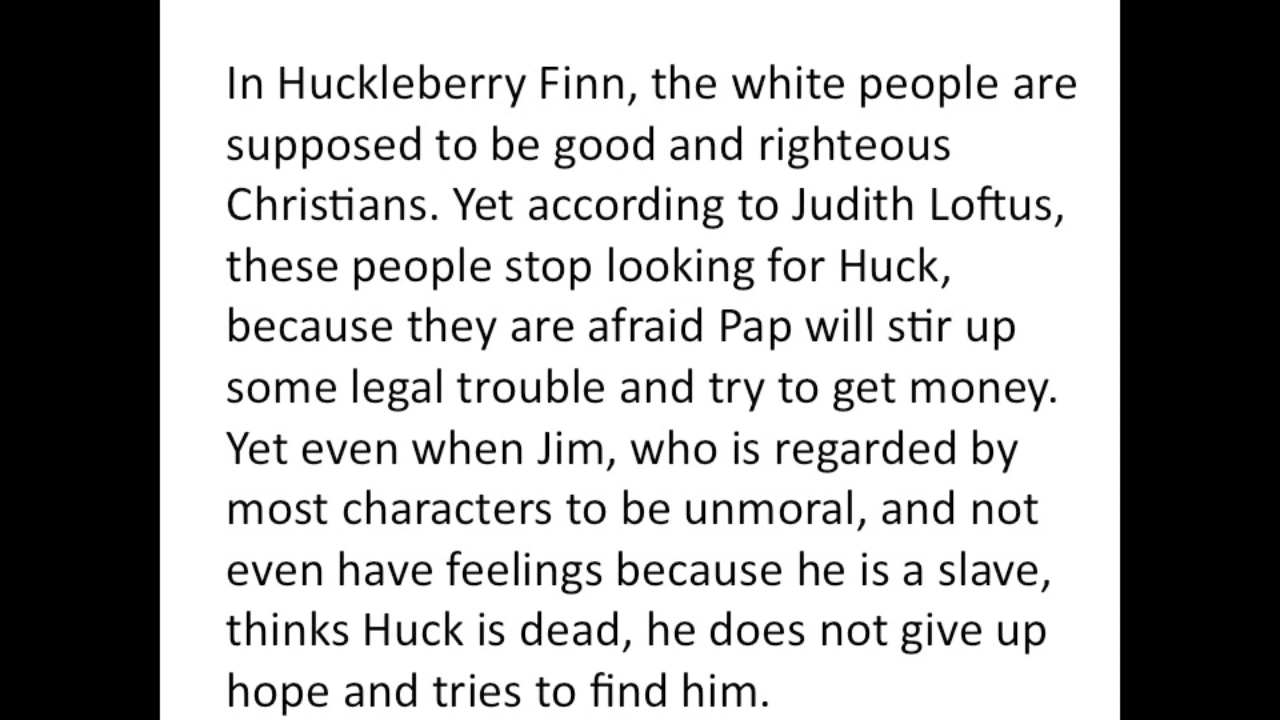 In Huckleberry Finn, the white people are
supposed to be good and righteous
Christians. Yet according to Judith Loftus,
these people stop looking for Huck,
because they are afraid Pap will stir up
some legal trouble and try to get money.
Yet even when Jim, who is regarded by
most characters to be unmoral, and not
even have feelings because he is a slave,
thinks Huck is dead, he does not give up
hope and tries to find him.